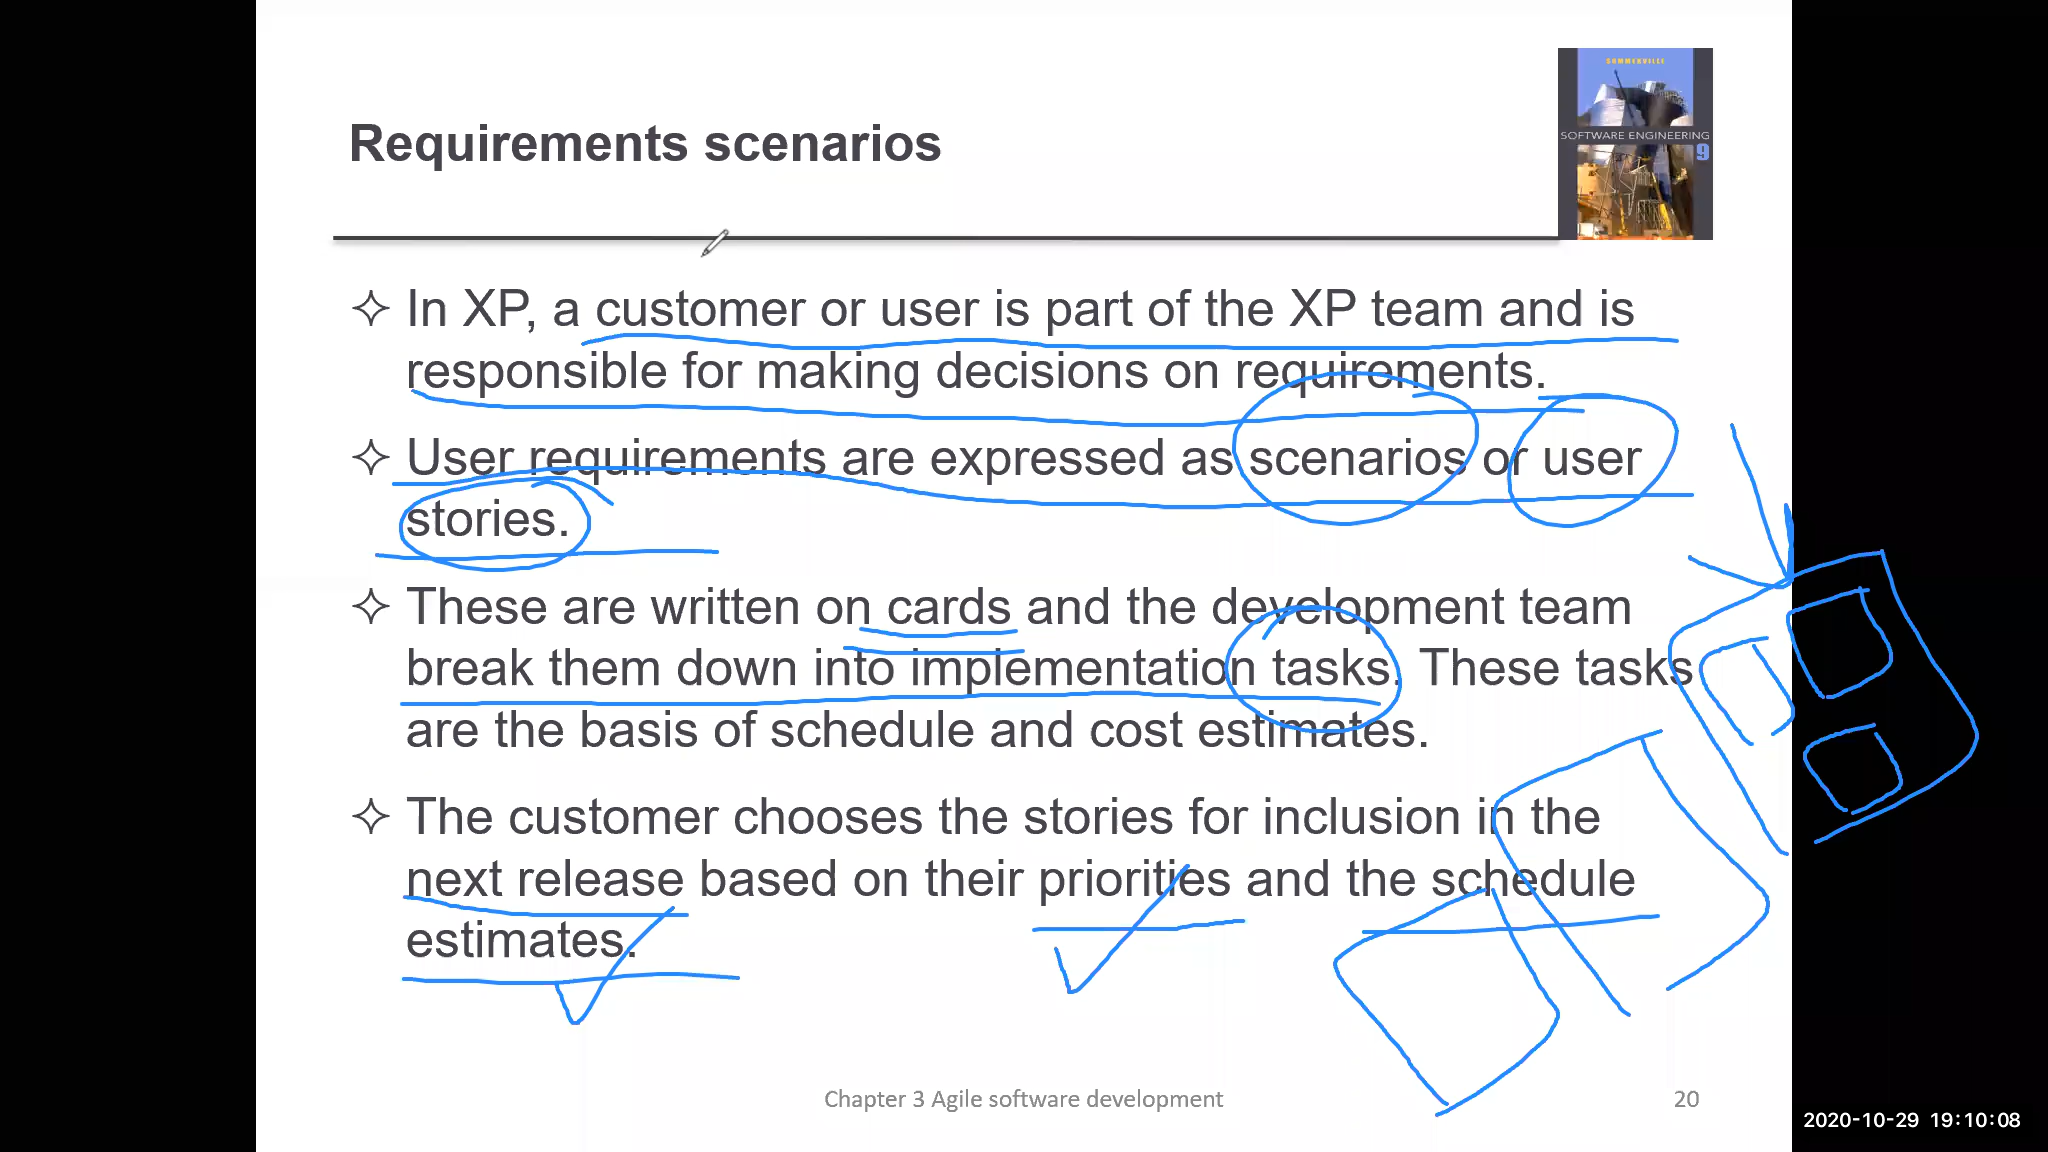 Requirements scenarios
SOMMERVILLE
SOFTWARE ENGINEERING
9
In XP, a customer or user is part of the XP team and is
responsible for making decisions on requirements.
User requirements are expressed as scenarios or user
stories.
These are written on cards and the development team
break them down into implementation tasks. These tasks
are the basis of schedule and cost estimates.
The customer chooses the stories for inclusion in the
next release based on their priorities and the schedule
estimates.
Chapter 3 Agile software development
20
2020-10-29 19:10:08